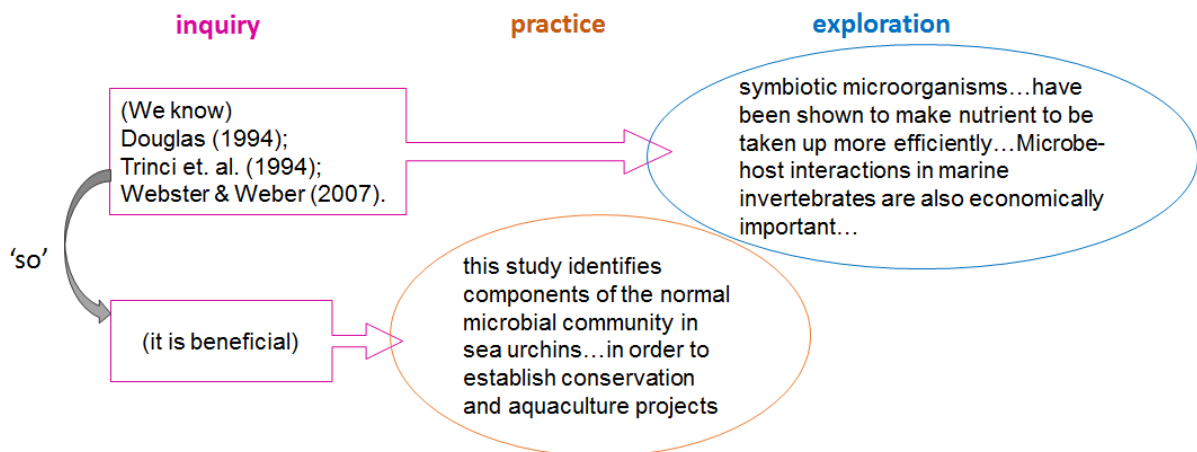 inquiry
practice
exploration
(We know)
Douglas (1994);
Trinci et. al. (1994);
Webster & Weber (2007).
symbiotic microorganisms…have
been shown to make nutrient to be
taken up more efficiently…Microbe-
host interactions in marine
invertebrates are also economically
important…
‘so’
(it is beneficial)
this study identifies
components of the normal
microbial community in
sea urchins…in order to
establish conservation
and aquaculture projects